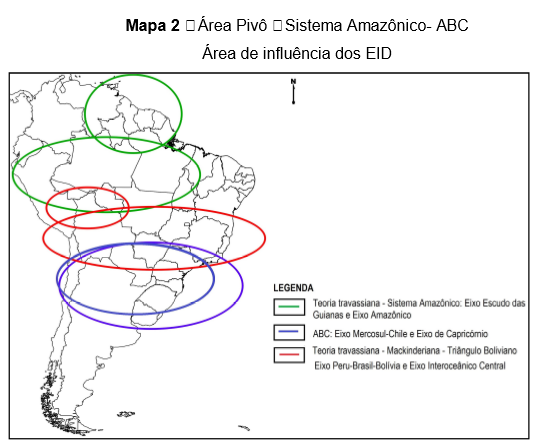 Mapa 2 □Área Pivô □Sistema Amazônico- ABC
Área de influência dos EID
N
LEGENDA
Teoria travassiana - Sistema Amazônico: Eixo Escudo das
Guianas e Eixo Amazônico
ABC: Eixo Mercosul-Chile e Eixo de Capricómio
Teoria travassiana - Mackinderiana - Triângulo Boliviano
Eixo Peru-Brasil-Bolívia e Eixo Interoceânico Central